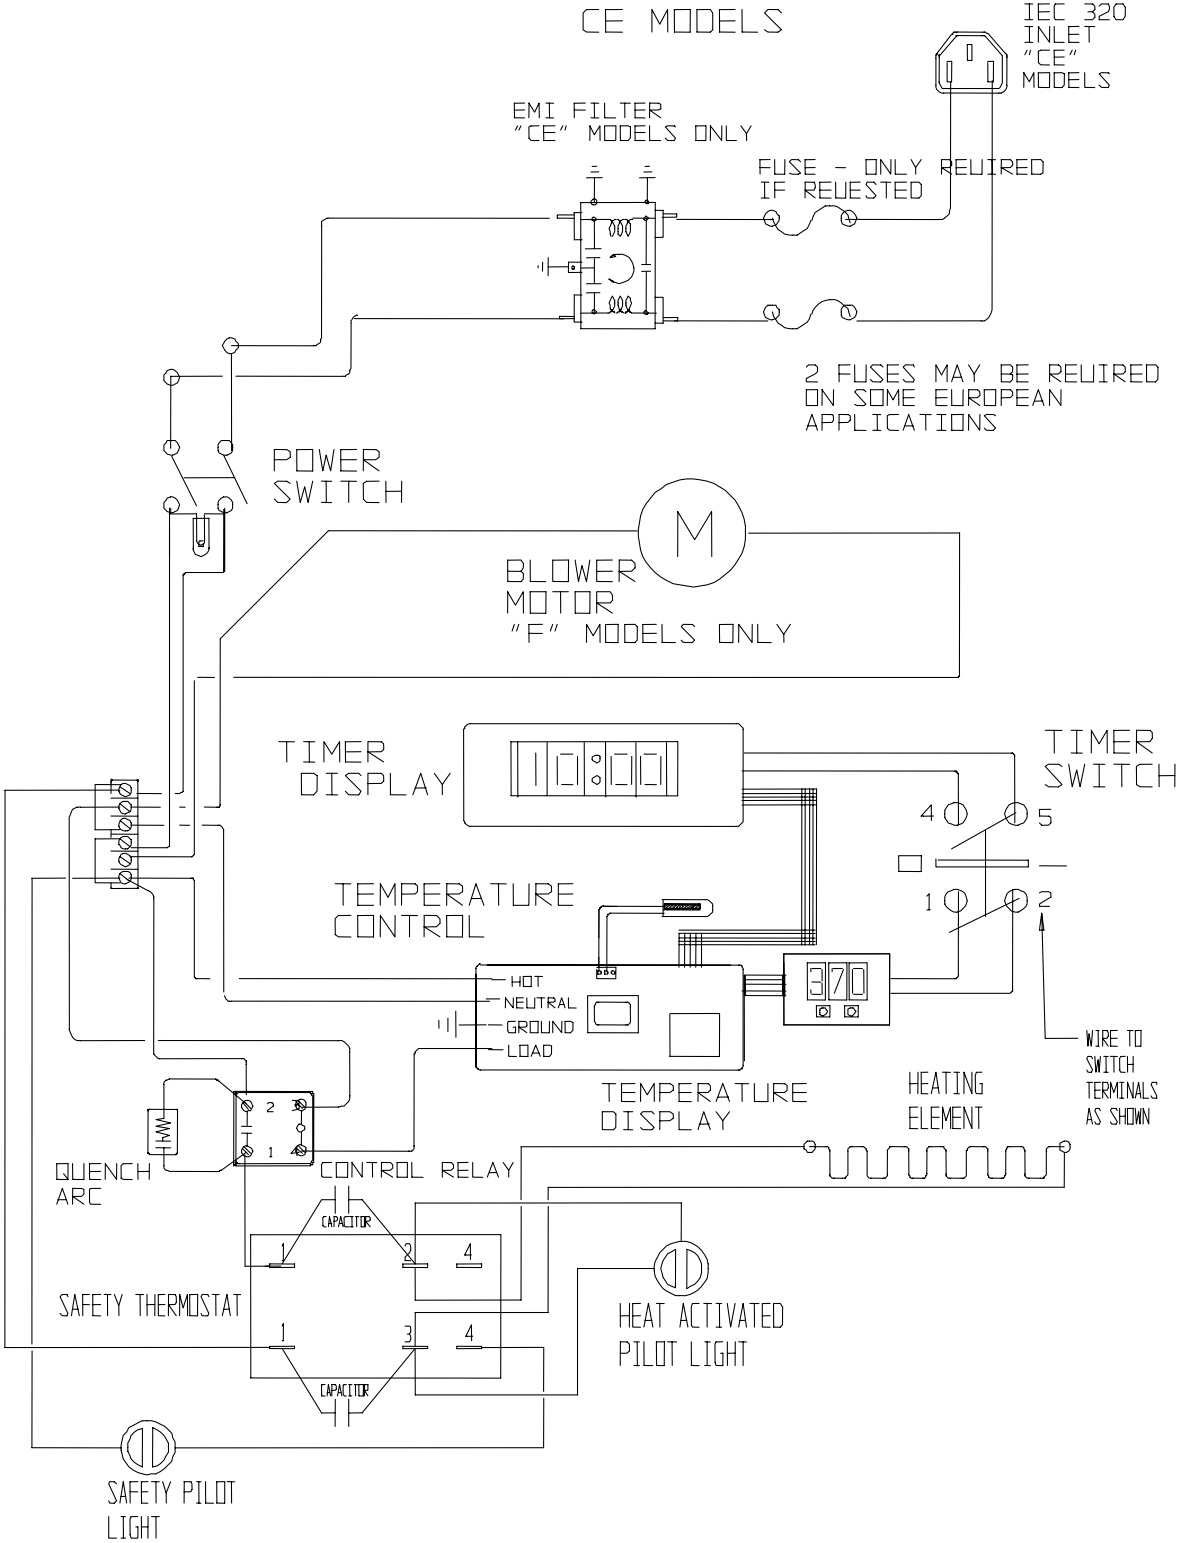 CE MODELS
IEC 320
INLET
"CE"
MODELS
EMI FILTER
"CE" MODELS ONLY
FUSE - ONLY REUIRED
IF REUESTED
2 FUSES MAY BE REUIRED
ON SOME EUROPEAN
APPLICATIONS
POWER
SWITCH
M
BLOWER
MOTOR
"F" MODELS ONLY
TIMER
DISPLAY
10:00
TIMER
SWITCH
4
5
1
2
TEMPERATURE
CONTROL
HOT
NEUTRAL
GROUND
LOAD
370
WIRE TO
SWITCH
TERMINALS
AS SHOWN
TEMPERATURE
DISPLAY
HEATING
ELEMENT
2
3
1
4
QUENCH
ARC
CONTROL RELAY
CAPACITOR
1
2
4
SAFETY THERMOSTAT
1
3
4
CAPACITOR
HEAT ACTIVATED
PILOT LIGHT
SAFETY PILOT
LIGHT